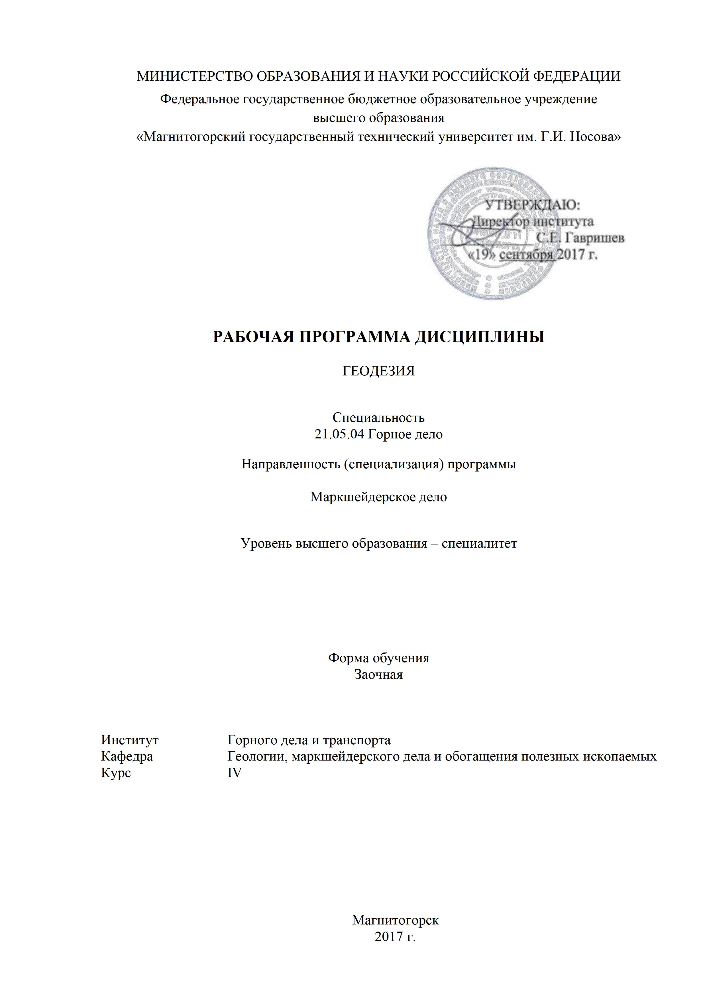 МИНИСТЕРСТВО ОБРАЗОВАНИЯ И НАУКИ РОССИЙСКОЙ ФЕДЕРАЦИИ
Федеральное государственное бюджетное образовательное учреждение
высшего образования
«Магнитогорский государственный технический университет им. Г.И. Носова»
УТВЕРЖДАЮ:
Директор института
С.Е. Гавришев
«19» сентября 2017 г.
РАБОЧАЯ ПРОГРАММА ДИСЦИПЛИНЫ
ГЕОДЕЗИЯ
Специальность
21.05.04 Горное дело
Направленность (специализация) программы
Маркшейдерское дело
Уровень высшего образования – специалитет
Форма обучения
Заочная
Институт Горного дела и транспорта
Кафедра Геологии, маркшейдерского дела и обогащения полезных ископаемых
Курс IV
Магнитогорск
2017 г.